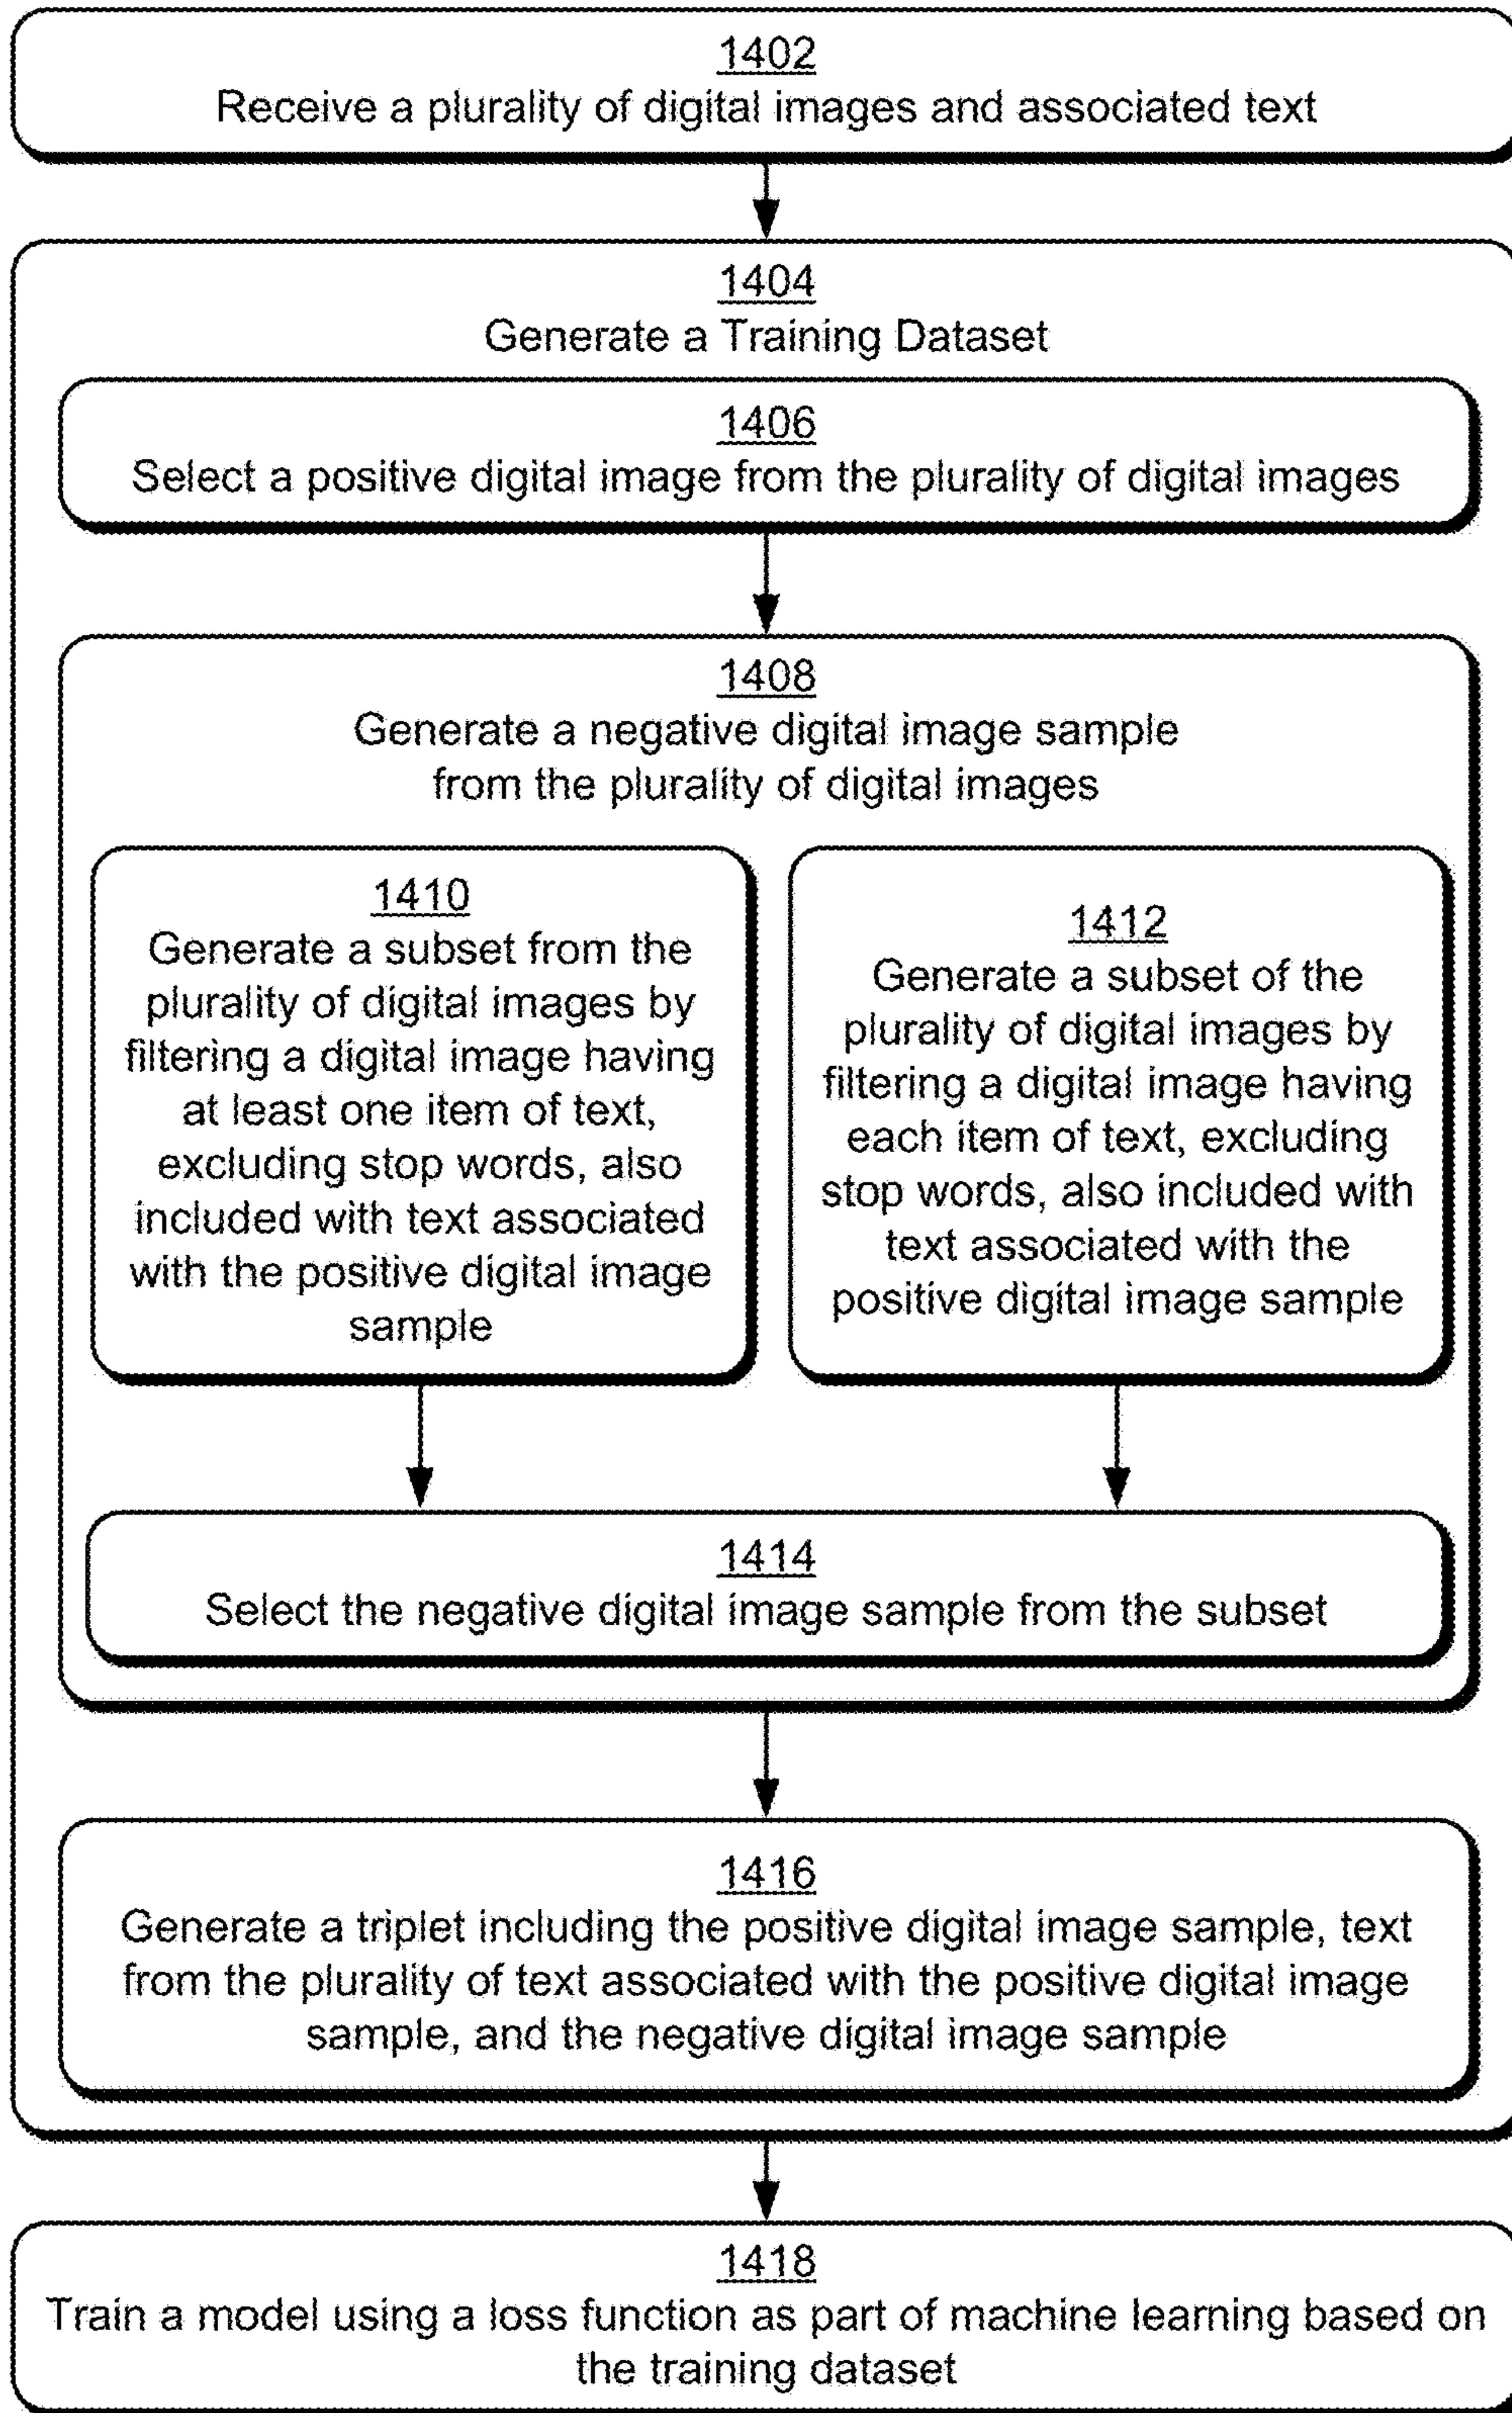 1402
Receive a plurality of digital images and associated text
1404
Generate a Training Dataset
1406
Select a positive digital image from the plurality of digital images
1408
Generate a negative digital image sample
from the plurality of digital images
1410
Generate a subset from the
plurality of digital images by
filtering a digital image having
at least one item of text,
excluding stop words, also
included with text associated
with the positive digital image
sample
1412
Generate a subset of the
plurality of digital images by
filtering a digital image having
each item of text, excluding
stop words, also included with
text associated with the
positive digital image sample
1414
Select the negative digital image sample from the subset
1416
Generate a triplet including the positive digital image sample, text
from the plurality of text associated with the positive digital image
sample, and the negative digital image sample
1418
Train a model using a loss function as part of machine learning based on
the training dataset